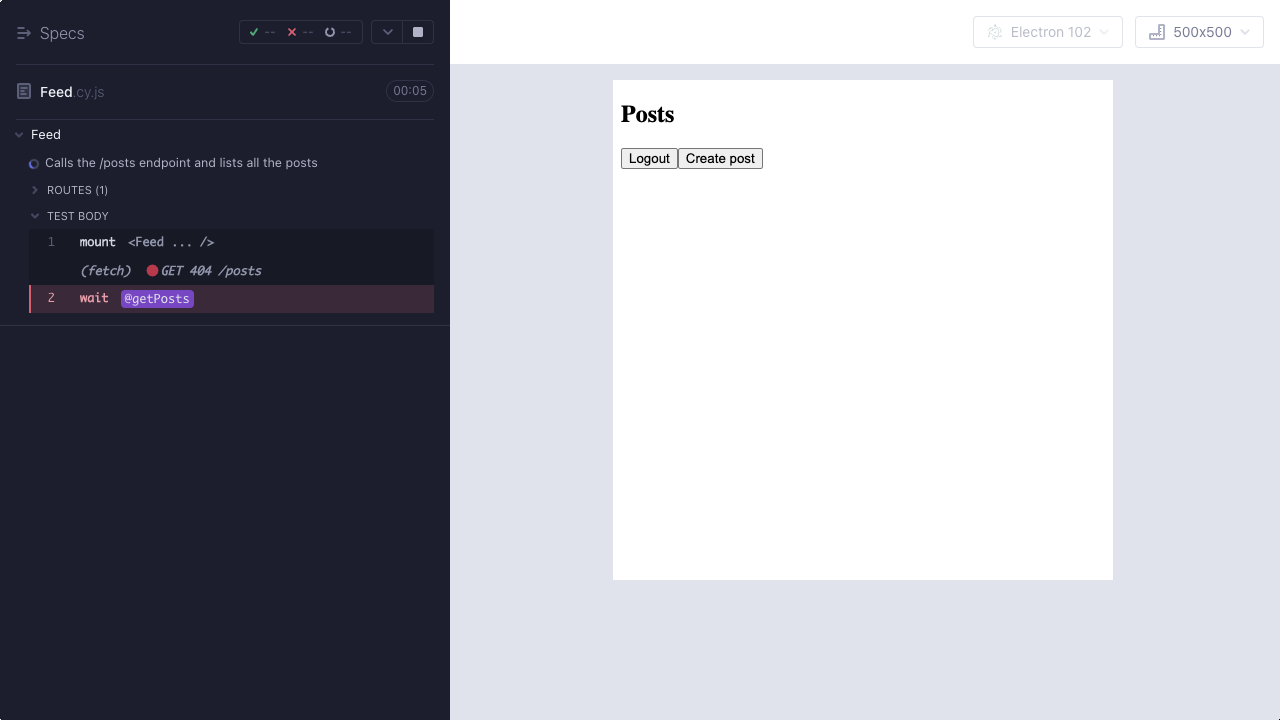 Specs
-- -- --
Feed.cy.js
00:05
Feed
Calls the /posts endpoint and lists all the posts
ROUTES (1)
TEST BODY
1 mount <Feed ... />
(fetch) GET 404 /posts
2 wait @getPosts
Electron 102
500x500
Posts
Logout Create post